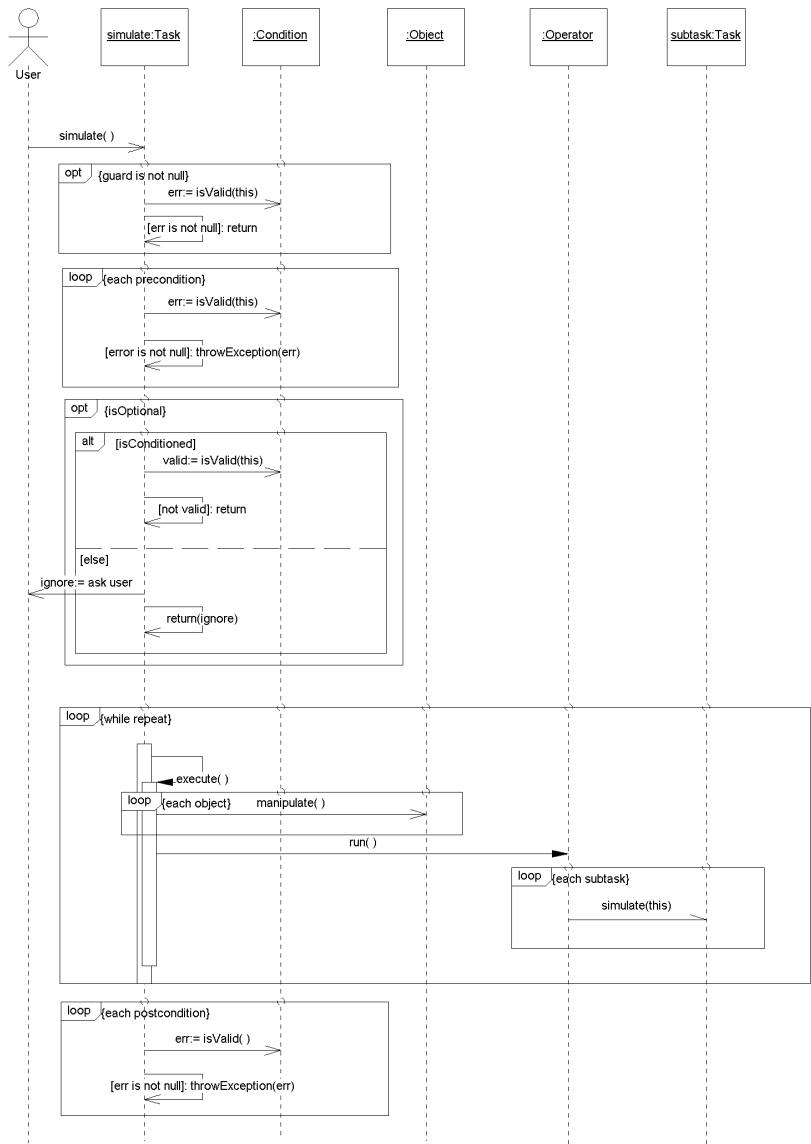 simulate:Task
:Condition
:Object
:Operator
subtask:Task
User
simulate( )
opt
{guard is not null}
err:= isValid(this)
[err is not null]: return
loop
{each precondition}
err:= isValid(this)
[error is not null]: throwException(err)
opt
{isOptional}
alt
[isConditioned]
valid:= isValid(this)
[not valid]: return
[else]
ignore:= ask user
return(ignore)
loop
{while repeat}
execute( )
loop
{each object}
manipulate( )
run( )
loop
{each subtask}
simulate(this)
loop
{each postcondition}
err:= isValid( )
[err is not null]: throwException(err)